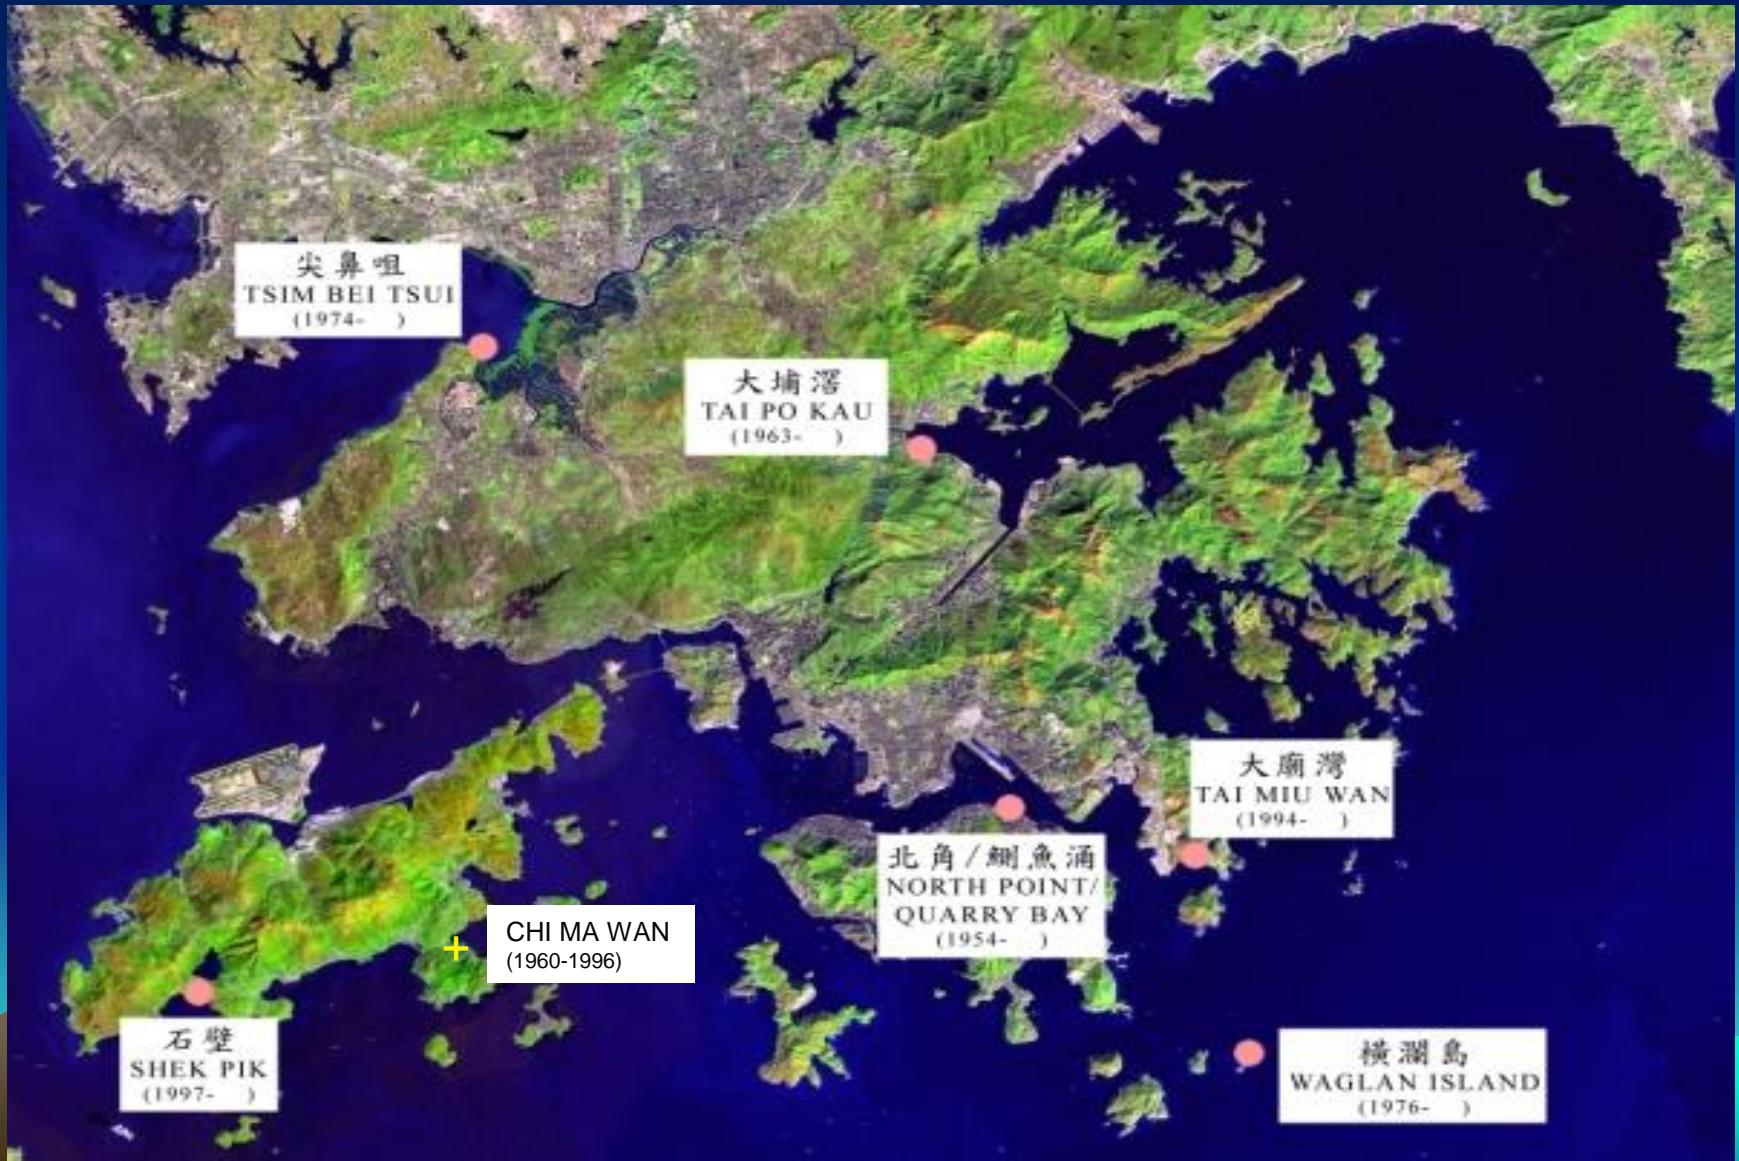 尖鼻咀
TSIM BEI TSUI
(1974-    )
大埔滘
TAI PO KAU
(1963-    )
大廟灣
TAI MIU WAN
(1994-    )
北角/鰂魚涌
NORTH POINT/
QUARRY BAY
(1954-    )
CHI MA WAN
(1960-1996)
石壁
SHEK PIK
(1997-    )
橫瀾島
WAGLAN ISLAND
(1976-    )